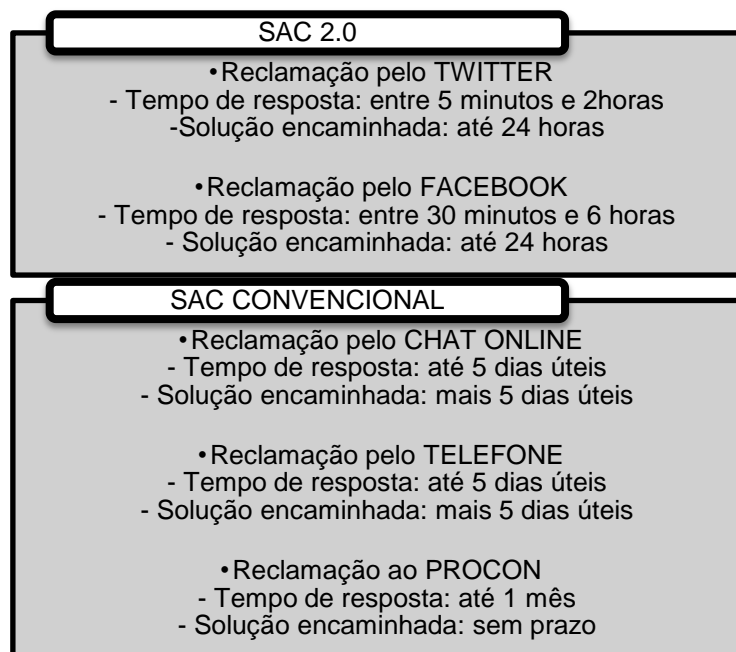 SAC 2.0
•Reclamação pelo TWITTER
- Tempo de resposta: entre 5 minutos e 2horas
-Solução encaminhada: até 24 horas
•Reclamação pelo FACEBOOK
- Tempo de resposta: entre 30 minutos e 6 horas
- Solução encaminhada: até 24 horas
SAC CONVENCIONAL
•Reclamação pelo CHAT ONLINE
- Tempo de resposta: até 5 dias úteis
- Solução encaminhada: mais 5 dias úteis
•Reclamação pelo TELEFONE
- Tempo de resposta: até 5 dias úteis
- Solução encaminhada: mais 5 dias úteis
•Reclamação ao PROCON
- Tempo de resposta: até 1 mês
- Solução encaminhada: sem prazo